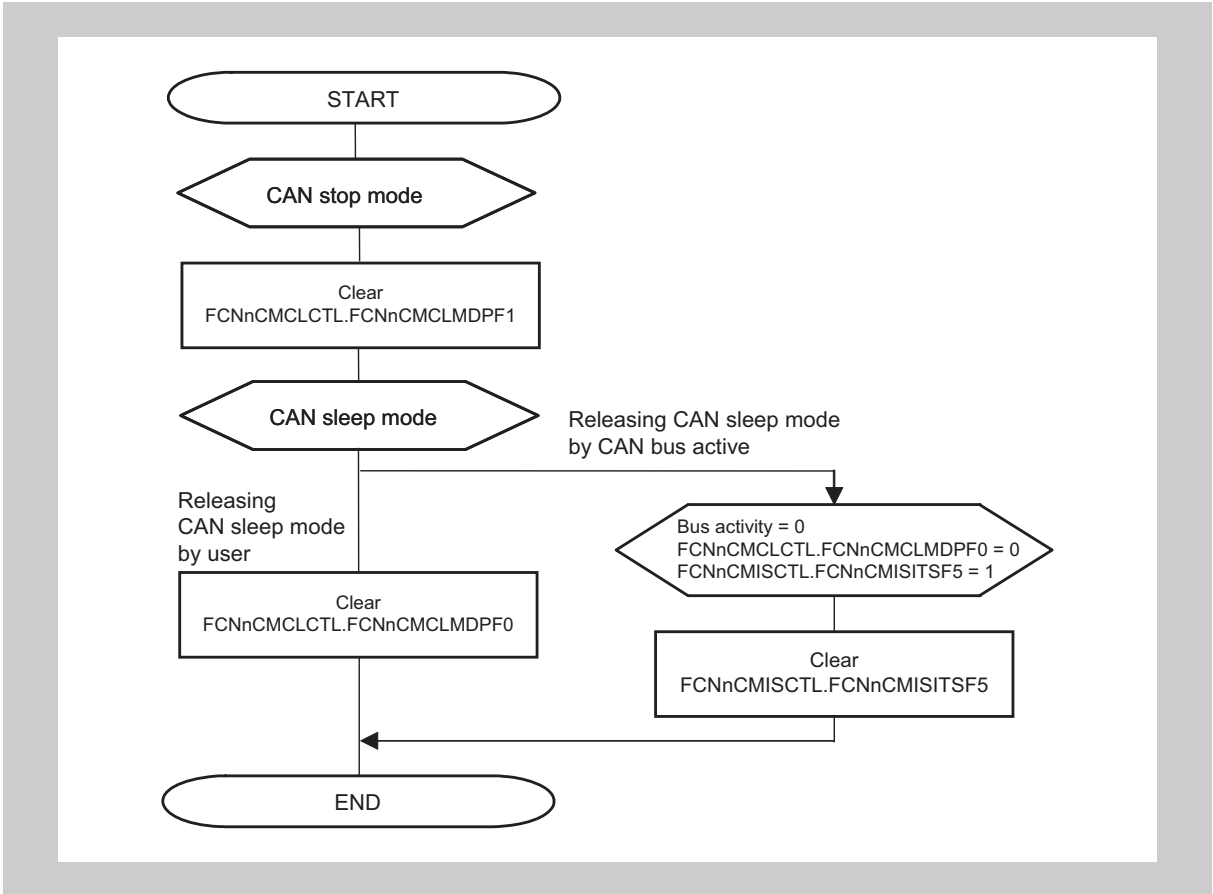 START
CAN stop mode
Clear
FCNnCMCLCTL.FCNnCMCLMDPF1
CAN sleep mode
Releasing CAN sleep mode
by CAN bus active
Releasing
CAN sleep mode
by user
Bus activity = 0
FCNnCMCLCTL.FCNnCMCLMDPF0 = 0
FCNnCMISCTL.FCNnCMISITSF5 = 1
Clear
FCNnCMCLCTL.FCNnCMCLMDPF0
Clear
FCNnCMISCTL.FCNnCMISITSF5
END